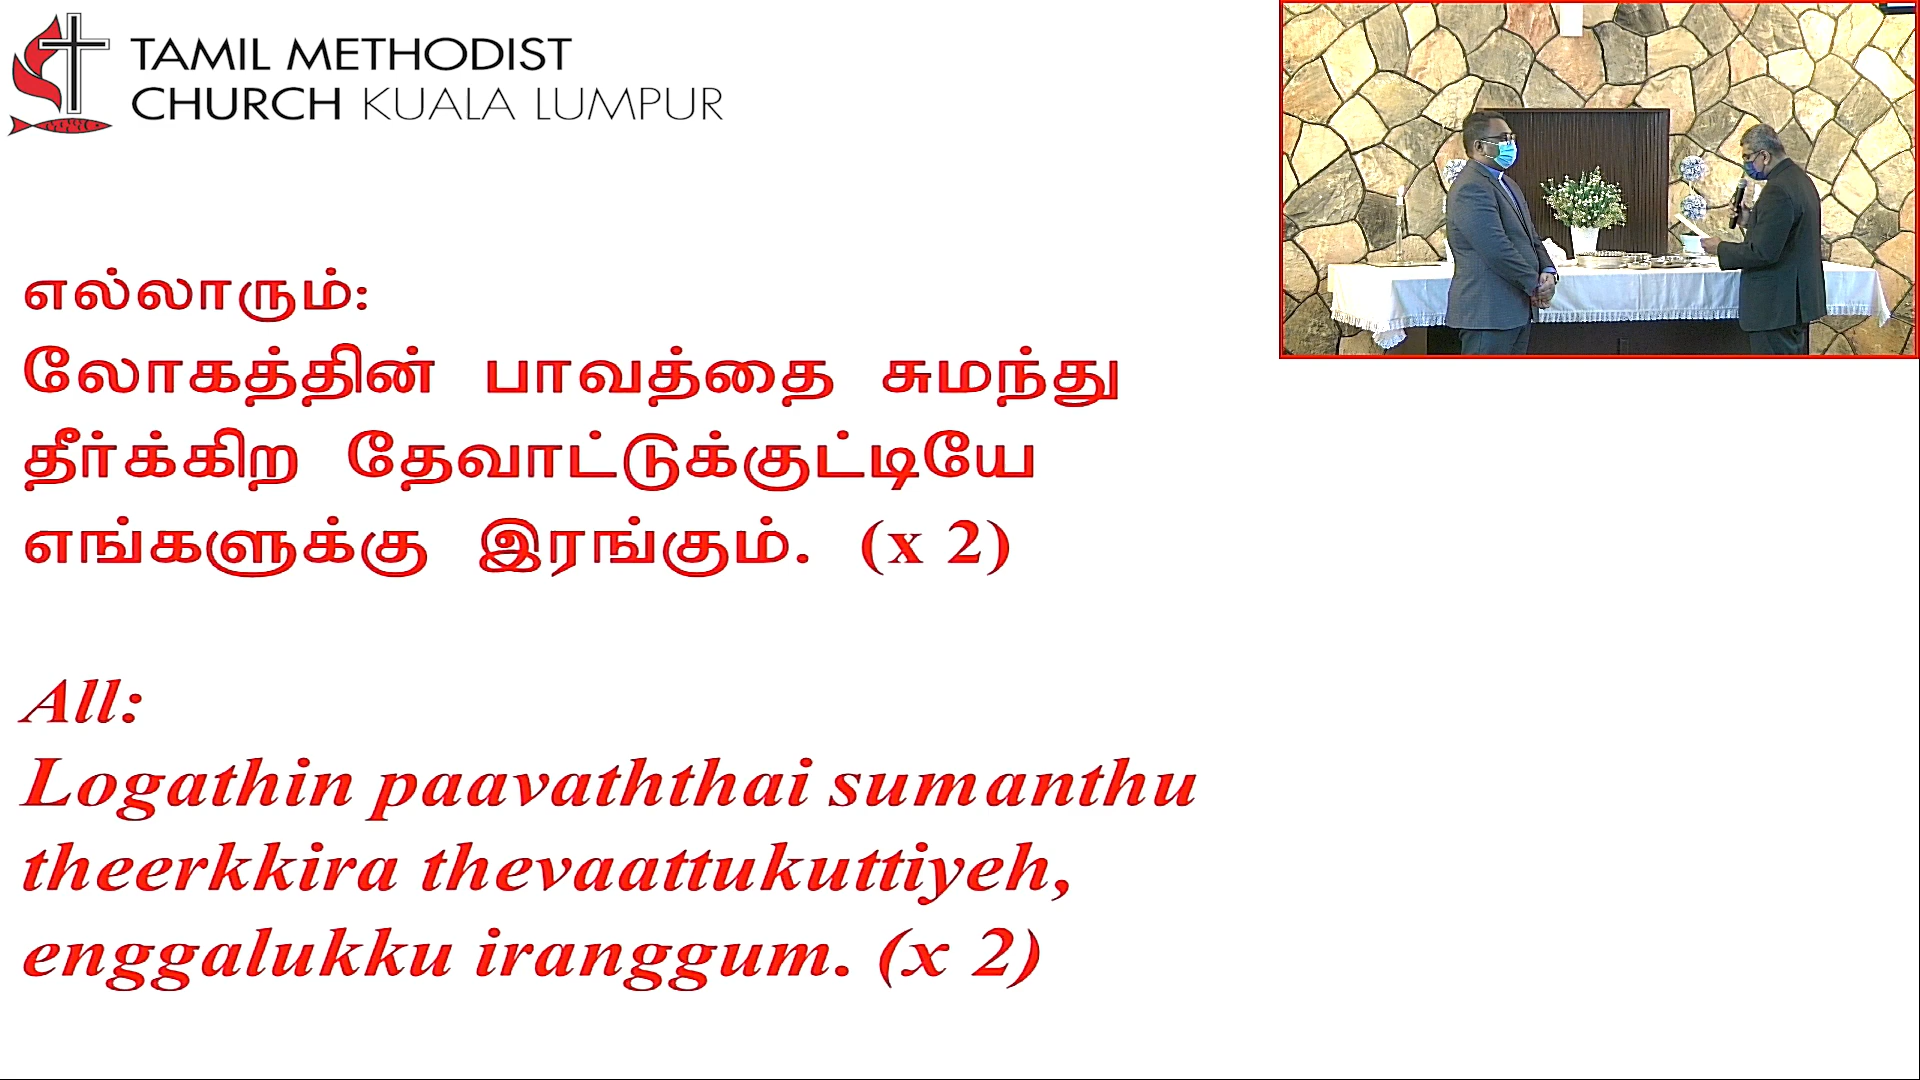 TAMIL METHODIST
CHURCH KUALA LUMPUR
எல்லாரும்:
லோகத்தின் பாவத்தை சுமந்து
தீர்க்கிற தேவாட்டுக்குட்டியே
எங்களுக்கு இரங்கும். (x 2)
All:
Logathin paavaththai sumanthu
theerkkira thevaattukuttiyeh,
enggalukku iranggum. (x 2)